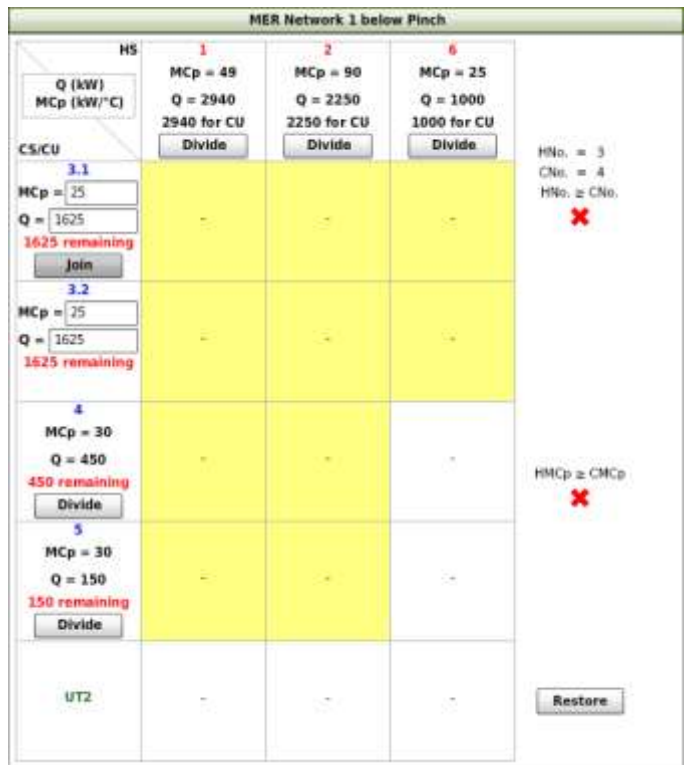 MER Network 1 below Pinch
HS
Q (kW)
MCp (kW/°C)
CS/CU
1
MCp = 49
Q = 2940
2940 for CU
Divide
2
MCp = 90
Q = 2250
2250 for CU
Divide
6
MCp = 25
Q = 1000
1000 for CU
Divide
HNo. = 3
CNo. = 4
HNo. ≥ CNo.
3.1
MCp = 25
Q = 1625
1625 remaining
Join
-
-
-
3.2
MCp = 25
Q = 1625
1625 remaining
-
-
-
4
MCp = 30
Q = 450
450 remaining
Divide
-
-
-
HMCp ≥ CMCp
5
MCp = 30
Q = 150
150 remaining
Divide
-
-
-
UT2
-
-
-
Restore